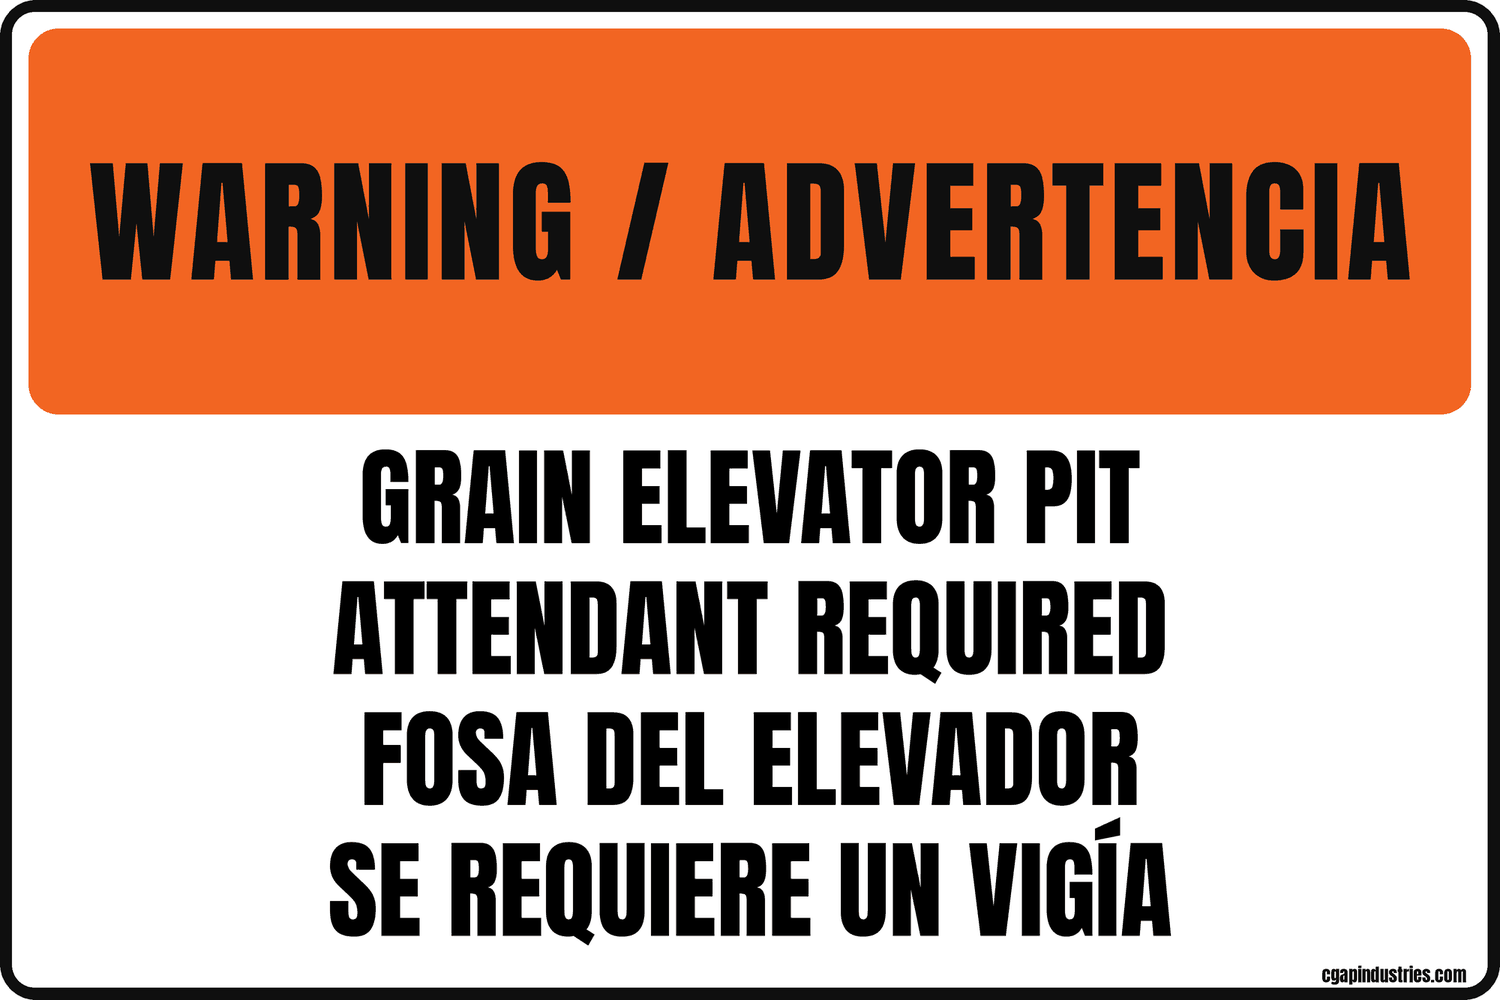 WARNING / ADVERTENCIA
GRAIN ELEVATOR PIT
ATTENDANT REQUIRED
FOSA DEL ELEVADOR
SE REQUIERE UN VIGÍA
cgapindustries.com